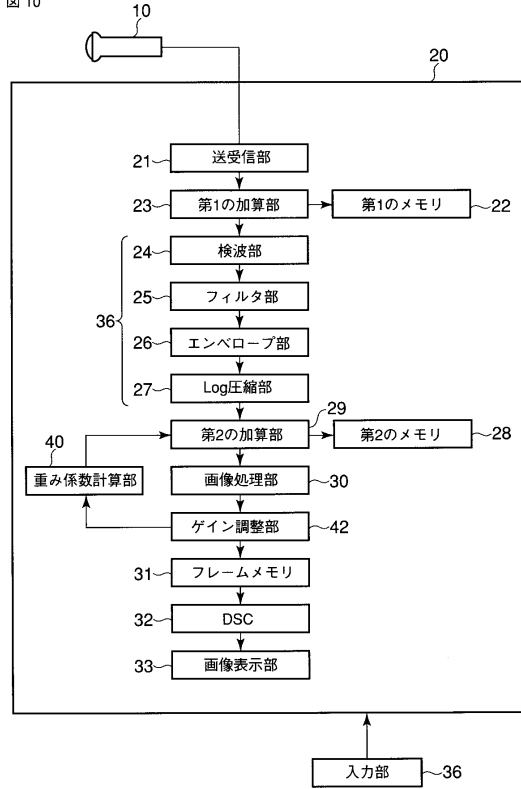 図 10
10
20
21 送受信部
23 第1の加算部 第1のメモリ 22
24 検波部
25 フィルタ部
36
26 エンベロープ部
27 Log圧縮部
29
第2の加算部 第2のメモリ 28
40
重み係数計算部 画像処理部 30
ゲイン調整部 42
31 フレームメモリ
32 DSC
33 画像表示部
入力部 36